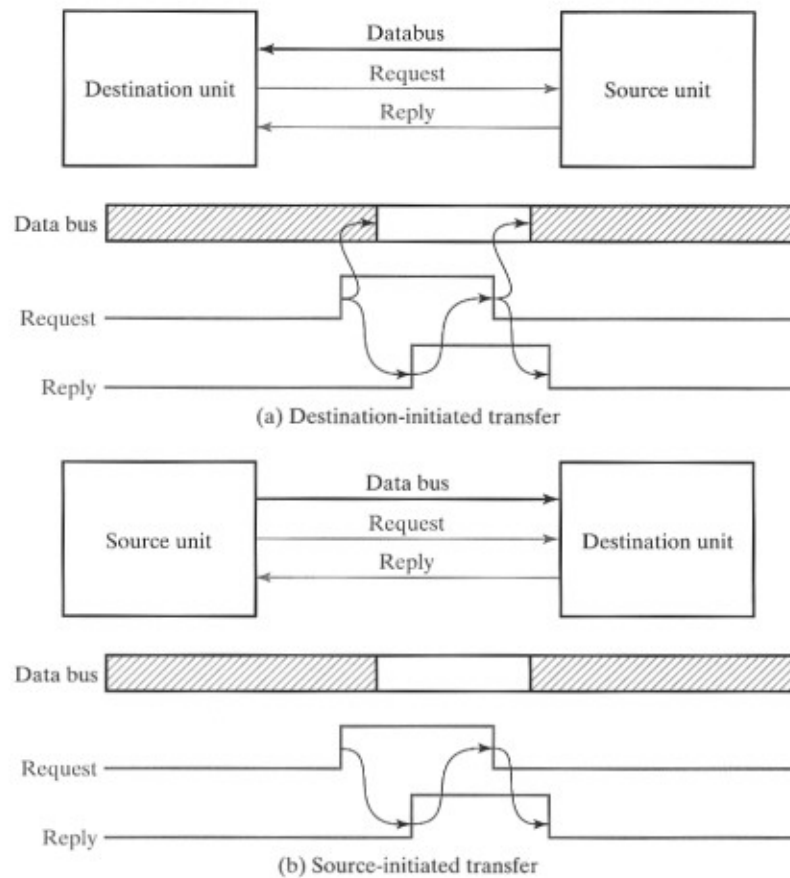 Databus
Request
Destination unit
Source unit
Reply
Data bus
Request
Reply
(a) Destination-initiated transfer
Data bus
Request
Source unit
Destination unit
Reply
Data bus
Request
Reply
(b) Source-initiated transfer